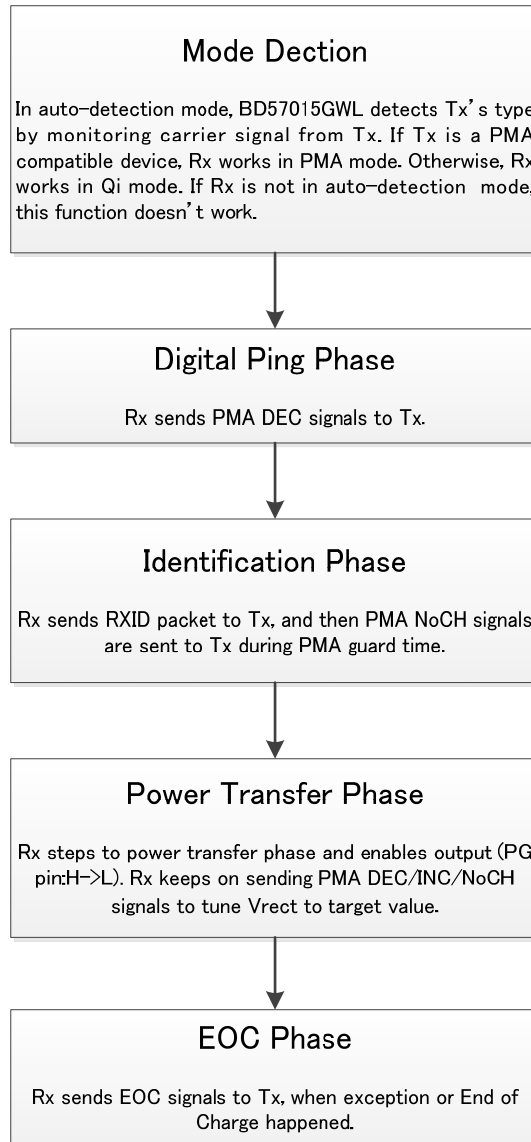 Mode Dection
In auto-detection mode, BD57015GWL detects Tx's type
by monitoring carrier signal from Tx. If Tx is a PMA
compatible device, Rx works in PMA mode. Otherwise, Rx
works in Qi mode. If Rx is not in auto-detection mode,
this function doesn't work.
Digital Ping Phase
Rx sends PMA DEC signals to Tx.
Identification Phase
Rx sends RXID packet to Tx, and then PMA NoCH signals
are sent to Tx during PMA guard time.
Power Transfer Phase
Rx steps to power transfer phase and enables output (PG
pin:H->L). Rx keeps on sending PMA DEC/INC/NoCH
signals to tune Vrect to target value.
EOC Phase
Rx sends EOC signals to Tx, when exception or End of
Charge happened.